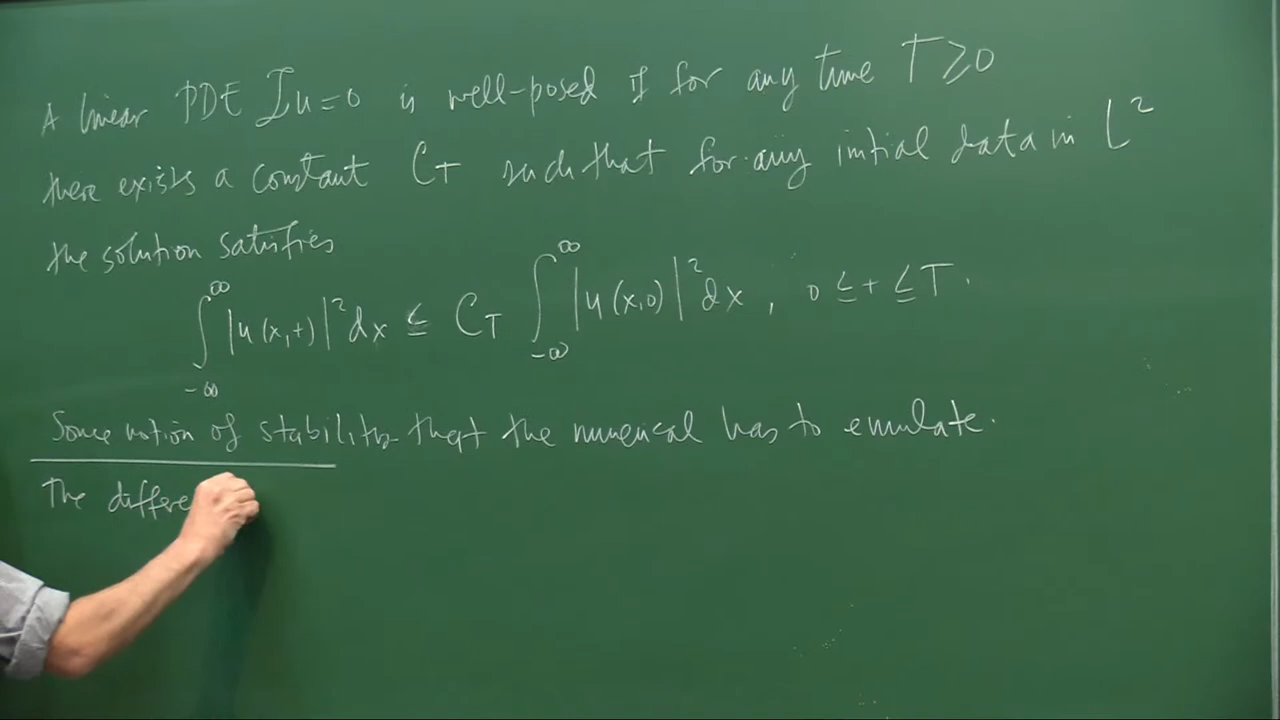 A linear PDE Lu=0 is well-posed if for any time T≥0
there exists a constant C_T such that for any initial data in L²
the solution satisfies
∫_{-∞}^{∞} |u(x,t)|² dx ≤ C_T ∫_{-∞}^{∞} |u(x,0)|² dx , 0 ≤ t ≤ T.
Some notion of stability that the numerical has to emulate.
The differe